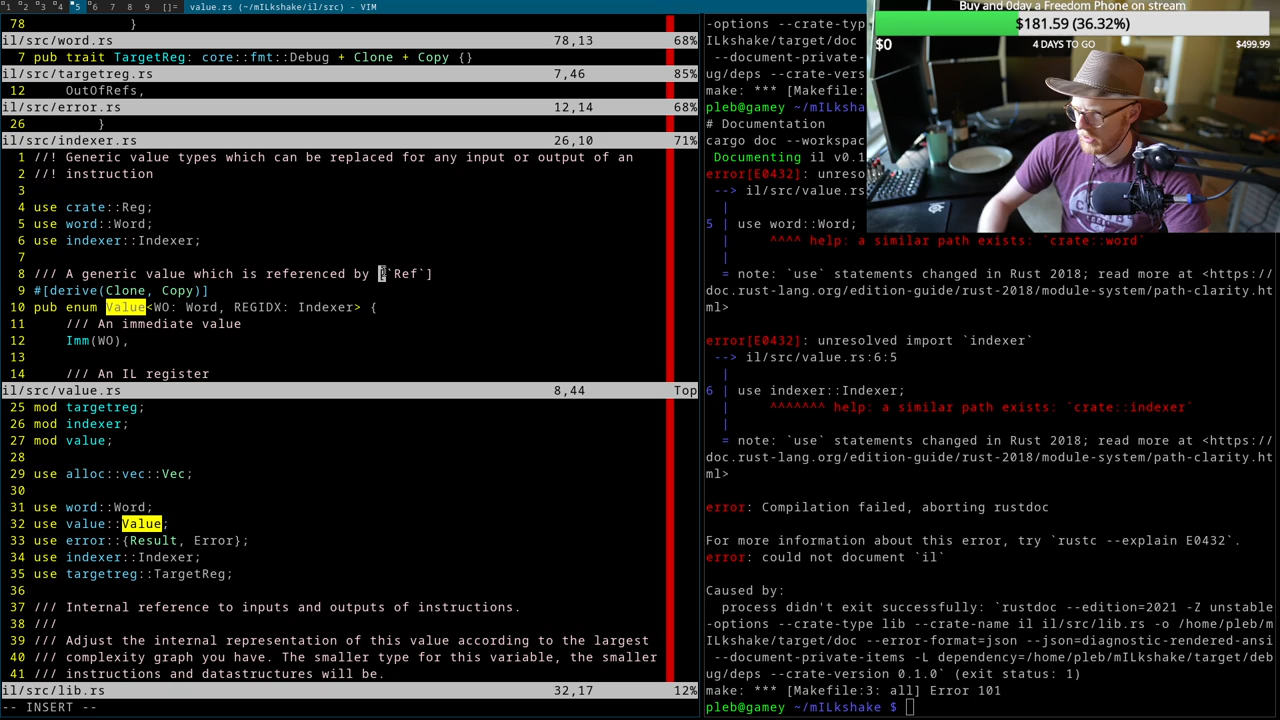 1 2 3 4 5 6 7 8 9 []= value.rs (~/mILkshake/il/src) - VIM
78             }
il/src/word.rs 78,13 68%
7 pub trait TargetReg: core::fmt::Debug + Clone + Copy {}
il/src/targetreg.rs 7,46 85%
12     OutOfRefs,
il/src/error.rs 12,14 68%
26         }
il/src/indexer.rs 26,10 71%
1 //! Generic value types which can be replaced for any input or output of an
2 //! instruction
3
4 use crate::Reg;
5 use word::Word;
6 use indexer::Indexer;
7
8 /// A generic value which is referenced by [`Ref`]
9 #[derive(Clone, Copy)]
10 pub enum Value<WO: Word, REGIDX: Indexer> {
11     /// An immediate value
12     Imm(WO),
13
14     /// An IL register
il/src/value.rs 8,44 Top
25 mod targetreg;
26 mod indexer;
27 mod value;
28
29 use alloc::vec::Vec;
30
31 use word::Word;
32 use value::Value;
33 use error::{Result, Error};
34 use indexer::Indexer;
35 use targetreg::TargetReg;
36
37 /// Internal reference to inputs and outputs of instructions.
38 ///
39 /// Adjust the internal representation of this value according to the largest
40 /// complexity graph you have. The smaller type for this variable, the smaller
41 /// instructions and datastructures will be.
il/src/lib.rs 32,17 12%
-- INSERT --
-options --crate-typ
ILkshake/target/doc
--document-private-
ug/deps --crate-vers
make: *** [Makefile:
pleb@gamey ~/mILksha
# Documentation
cargo doc --workspac
Documenting il v0.1
error[E0432]: unreso
--> il/src/value.rs
|
5 | use word::Word;
|     ^^^^ help: a similar path exists: `crate::word`
|
= note: `use` statements changed in Rust 2018; read more at <https://
doc.rust-lang.org/edition-guide/rust-2018/module-system/path-clarity.ht
ml>
error[E0432]: unresolved import `indexer`
--> il/src/value.rs:6:5
|
6 | use indexer::Indexer;
|     ^^^^^^^ help: a similar path exists: `crate::indexer`
|
= note: `use` statements changed in Rust 2018; read more at <https://
doc.rust-lang.org/edition-guide/rust-2018/module-system/path-clarity.ht
ml>
error: Compilation failed, aborting rustdoc
For more information about this error, try `rustc --explain E0432`.
error: could not document `il`
Caused by:
process didn't exit successfully: `rustdoc --edition=2021 -Z unstable
-options --crate-type lib --crate-name il il/src/lib.rs -o /home/pleb/m
ILkshake/target/doc --error-format=json --json=diagnostic-rendered-ansi
--document-private-items -L dependency=/home/pleb/mILkshake/target/deb
ug/deps --crate-version 0.1.0` (exit status: 1)
make: *** [Makefile:3: all] Error 101
pleb@gamey ~/mILkshake $
Buy and 0day a Freedom Phone on stream
$181.59 (36.32%)
$0 4 DAYS TO GO $499.99